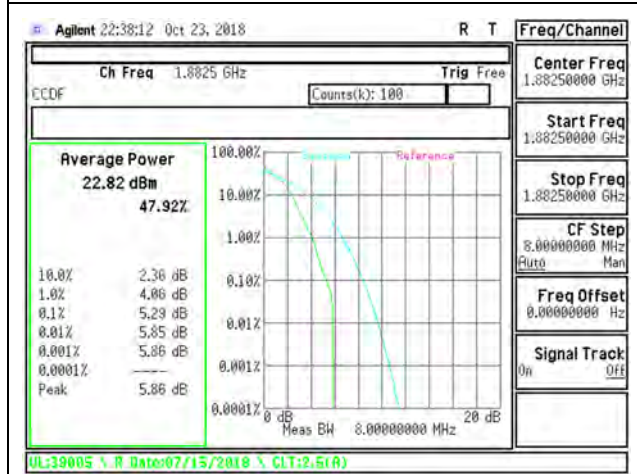 Agilent 22:38:12 Oct 23, 2018 R T
Freq/Channel
Ch Freq 1.8825 GHz Trig Free
CCDF Counts(k): 100
Center Freq
1.88250000 GHz
Start Freq
1.88250000 GHz
Stop Freq
1.88250000 GHz
CF Step
8.00000000 MHz
Auto Man
Freq Offset
0.00000000 Hz
Signal Track
On Off
Average Power
22.82 dBm
47.92%
10.0% 2.36 dB
1.0% 4.06 dB
0.1% 5.29 dB
0.01% 5.85 dB
0.001% 5.86 dB
0.0001% ----
Peak 5.86 dB
Gaussian Reference
100.00%
10.00%
1.00%
0.10%
0.01%
0.001%
0.0001%
0 dB 20 dB
Meas BW 8.00000000 MHz
UL:39005 \ R Date:07/15/2018 \ CLT:2.5(A)